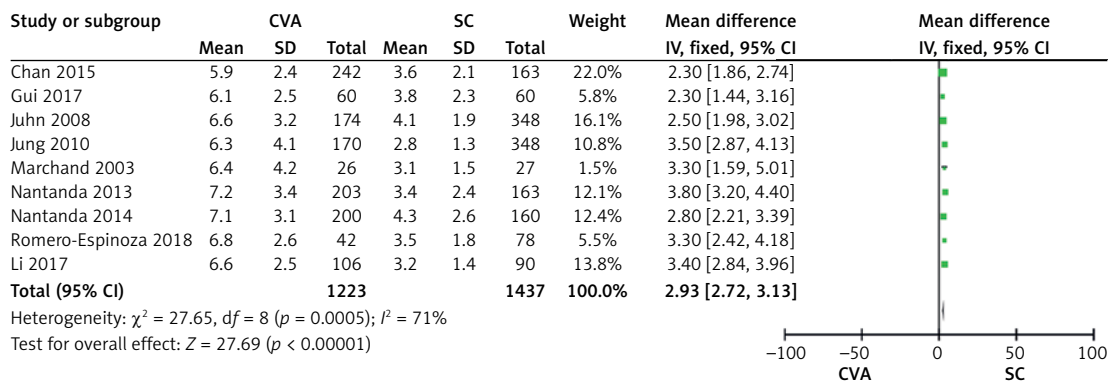 Study or subgroup CVA SC Weight Mean difference Mean difference
Mean SD Total Mean SD Total IV, fixed, 95% CI IV, fixed, 95% CI
Chan 2015 5.9 2.4 242 3.6 2.1 163 22.0% 2.30 [1.86, 2.74]
Gui 2017 6.1 2.5 60 3.8 2.3 60 5.8% 2.30 [1.44, 3.16]
Juhn 2008 6.6 3.2 174 4.1 1.9 348 16.1% 2.50 [1.98, 3.02]
Jung 2010 6.3 4.1 170 2.8 1.3 348 10.8% 3.50 [2.87, 4.13]
Marchand 2003 6.4 4.2 26 3.1 1.5 27 1.5% 3.30 [1.59, 5.01]
Nantanda 2013 7.2 3.4 203 3.4 2.4 163 12.1% 3.80 [3.20, 4.40]
Nantanda 2014 7.1 3.1 200 4.3 2.6 160 12.4% 2.80 [2.21, 3.39]
Romero-Espinoza 2018 6.8 2.6 42 3.5 1.8 78 5.5% 3.30 [2.42, 4.18]
Li 2017 6.6 2.5 106 3.2 1.4 90 13.8% 3.40 [2.84, 3.96]
Total (95% CI) 1223 1437 100.0% 2.93 [2.72, 3.13]
Heterogeneity: χ² = 27.65, df = 8 (p = 0.0005); I² = 71%
Test for overall effect: Z = 27.69 (p < 0.00001)
−100 −50 0 50 100
CVA SC